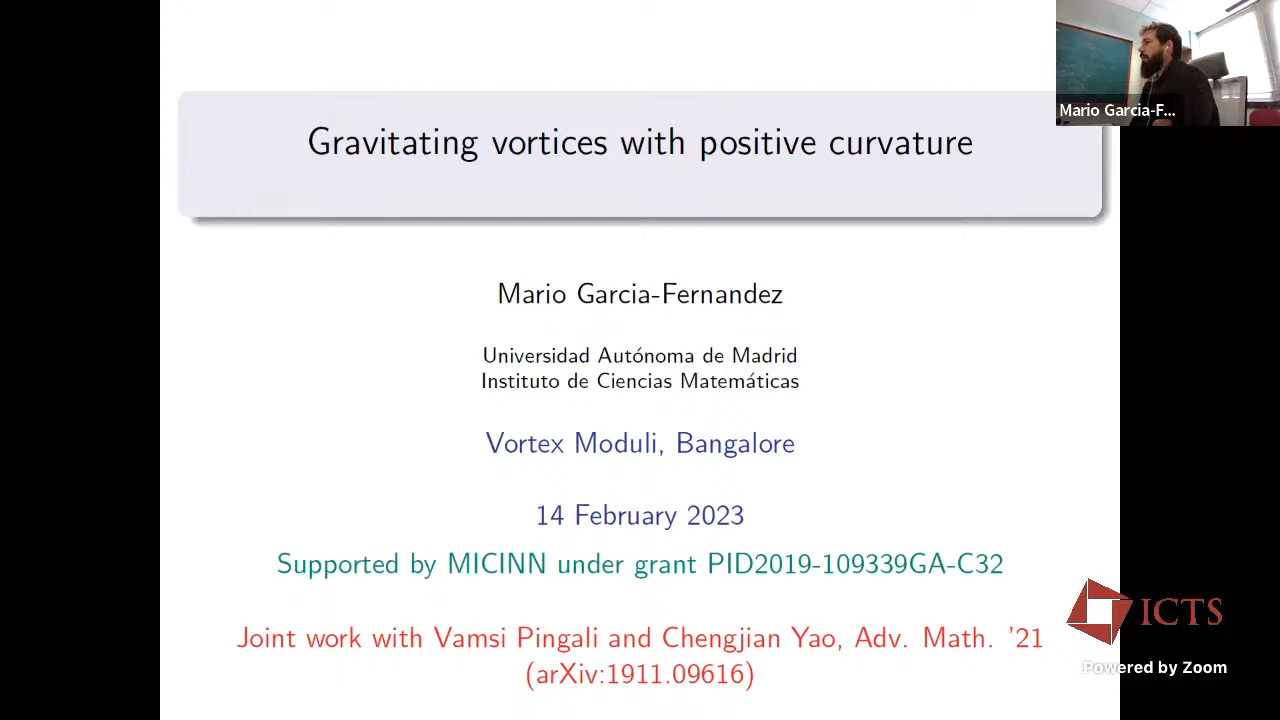 Gravitating vortices with positive curvature
Mario Garcia-F...
Mario Garcia-Fernandez
Universidad Autónoma de Madrid
Instituto de Ciencias Matemáticas
Vortex Moduli, Bangalore
14 February 2023
Supported by MICINN under grant PID2019-109339GA-C32
Joint work with Vamsi Pingali and Chengjian Yao, Adv. Math. '21
(arXiv:1911.09616)
ICTS
Powered by Zoom